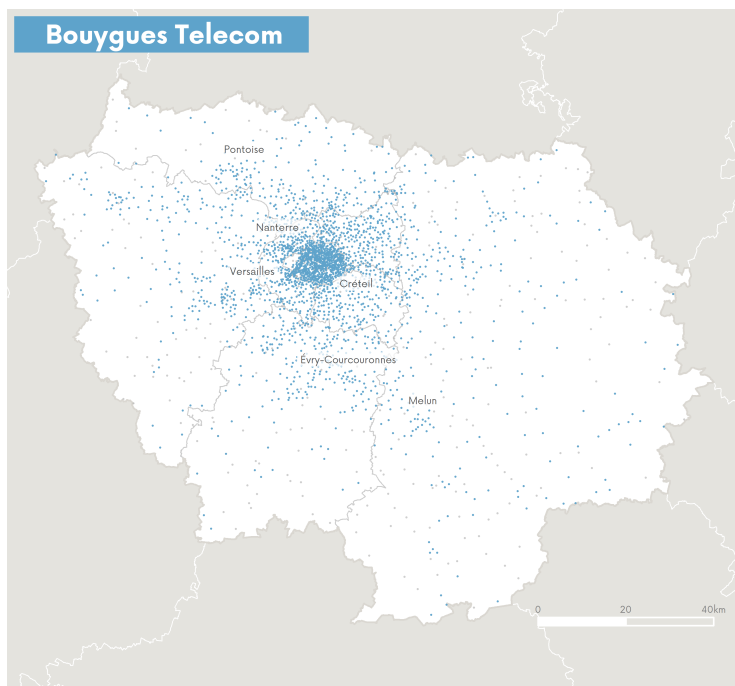 Bouygues Telecom
Pontoise
Nanterre
Versailles
Créteil
Évry-Courcouronnes
Melun
0 20 40km